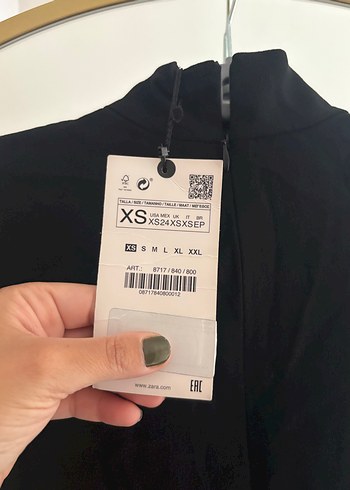 TALLA / SIZE / TAMANHO / TAILLE / MAAT / МӨЛШЕРІ
XS
USA MEX UK IT BR
XS 24 XS XS EP
XS S M L XL XXL
ART.: 8717 / 840 / 800
08717840800012
www.zara.com
EAC